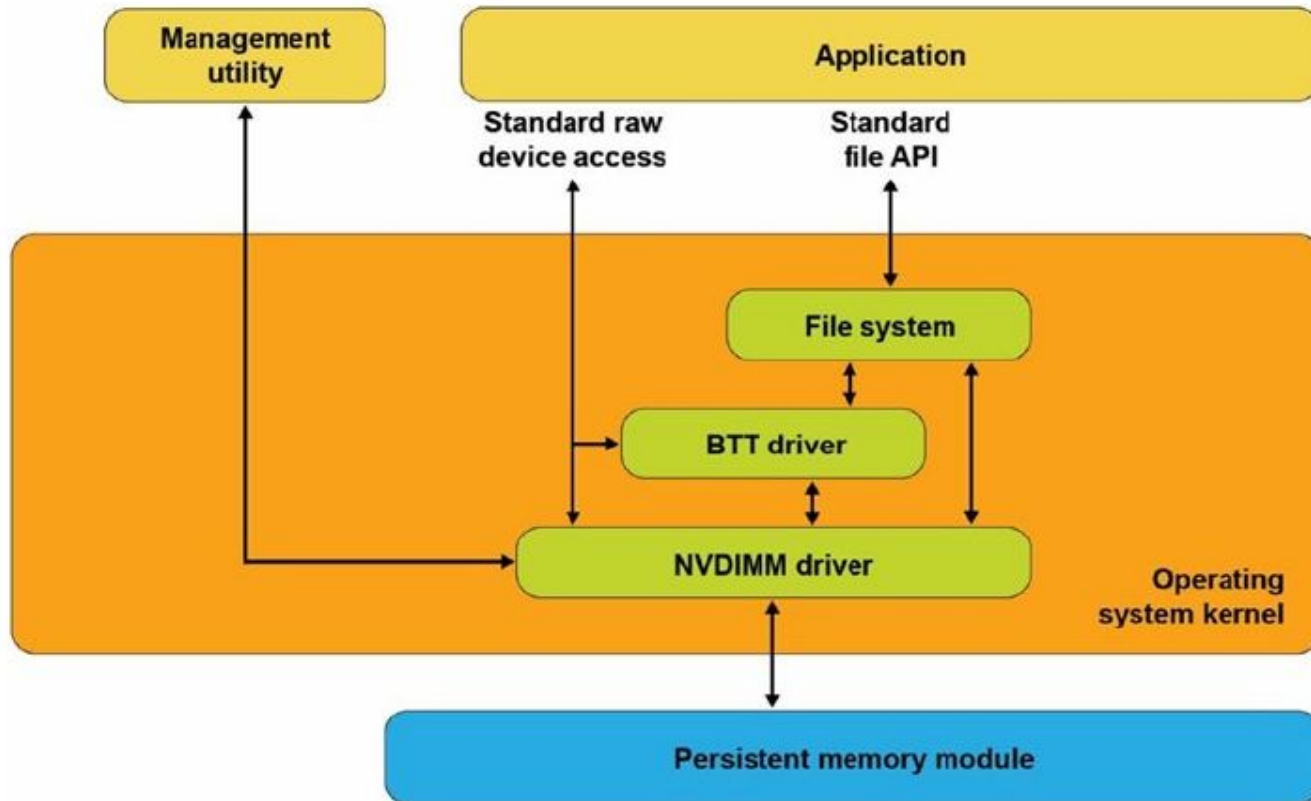 Management
utility
Application
Standard raw
device access
Standard
file API
File system
BTT driver
NVDIMM driver
Operating
system kernel
Persistent memory module